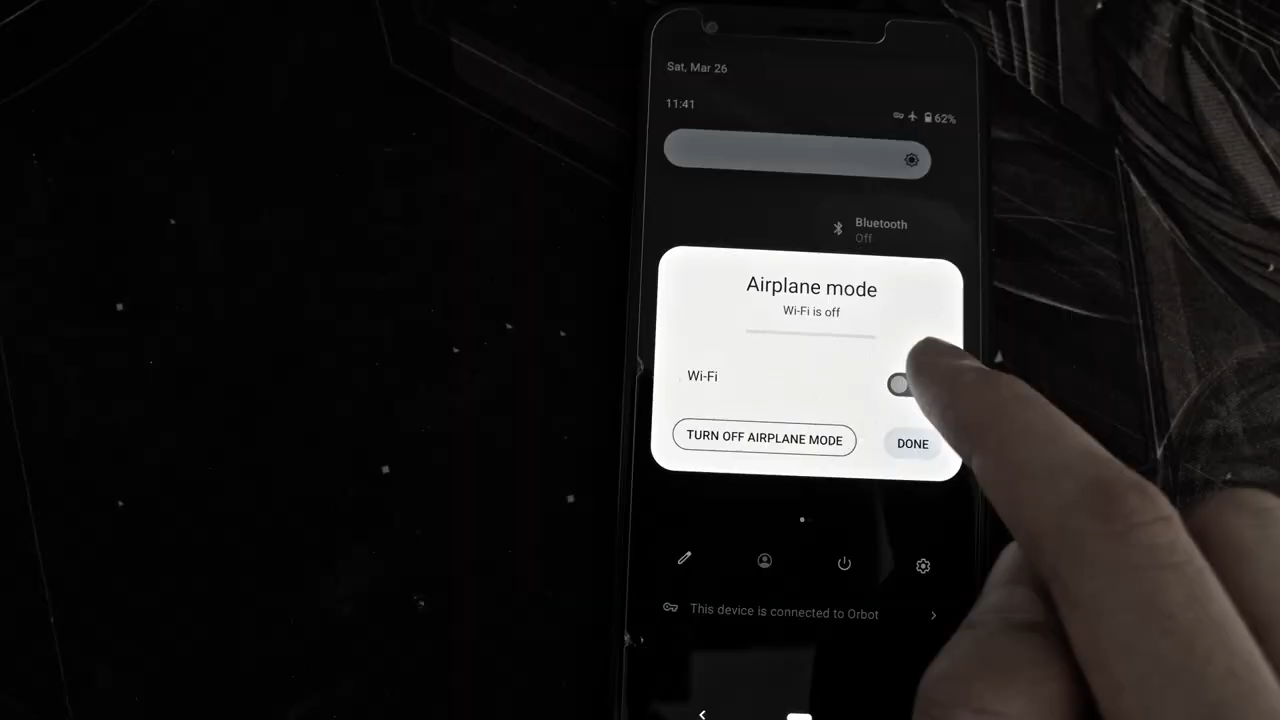 Sat, Mar 26
11:41
62%
Bluetooth
Off
Airplane mode
Wi-Fi is off
Wi-Fi
TURN OFF AIRPLANE MODE
DONE
This device is connected to Orbot